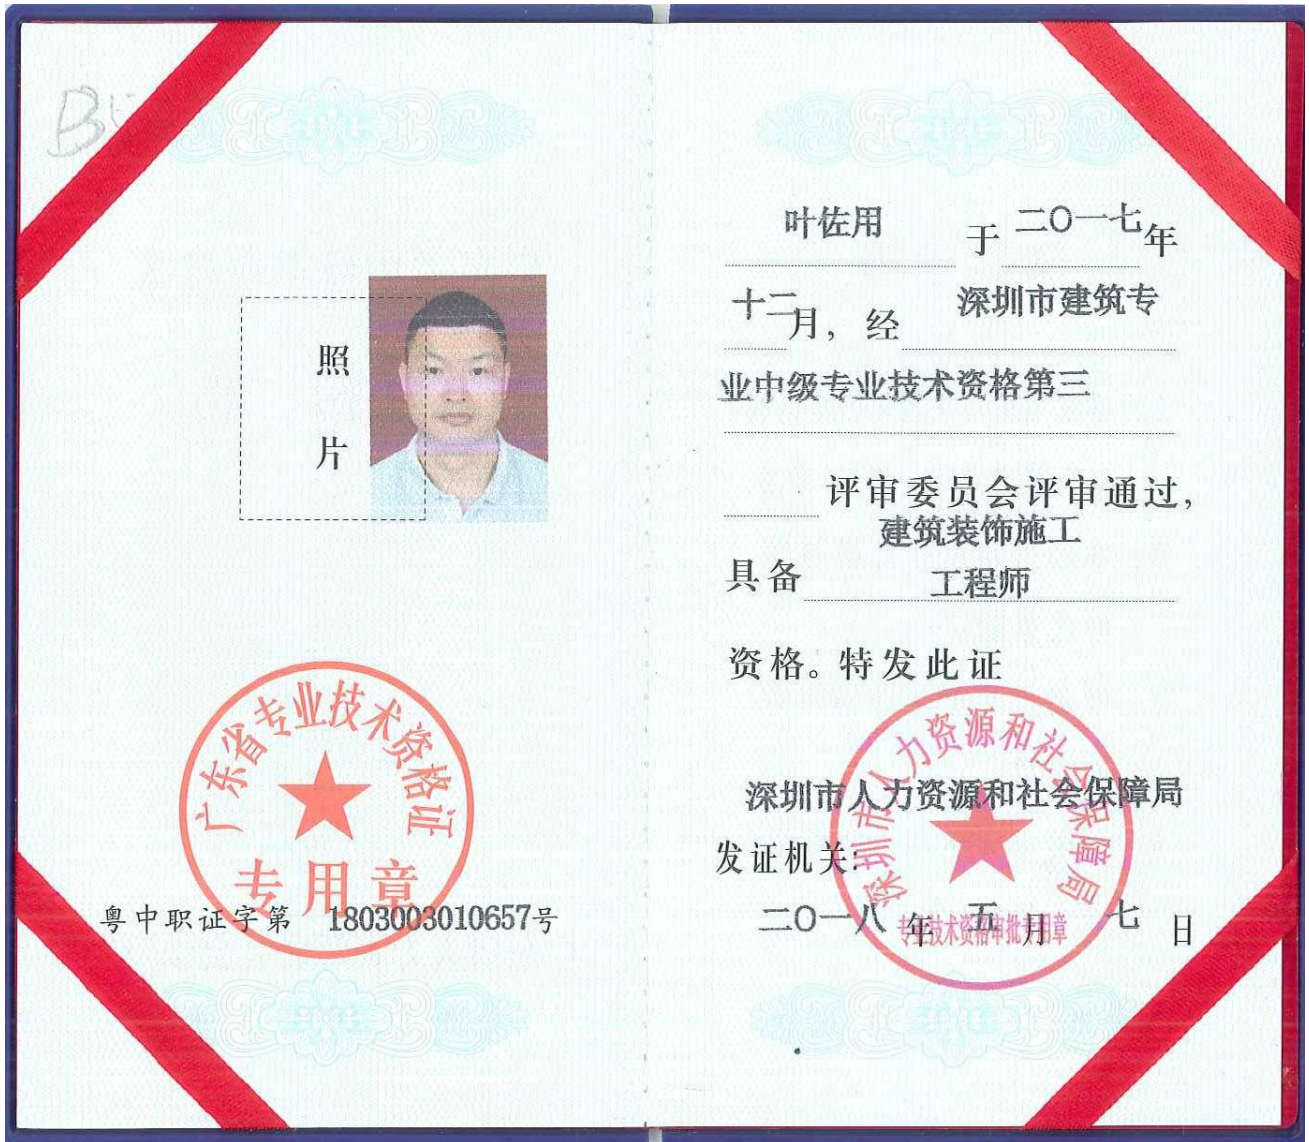 照
片
广东省专业技术资格证
专用章
粤中职证字第 1803003010657号
叶佐用 于 二〇一七年
十二月，经 深圳市建筑专
业中级专业技术资格第三
评审委员会评审通过，
建筑装饰施工
具备 工程师
资格。特发此证
深圳市人力资源和社会保障局
深圳市人力资源和社会保障局
发证机关：
专业技术资格审批专用章
二〇一八年 五月 七日